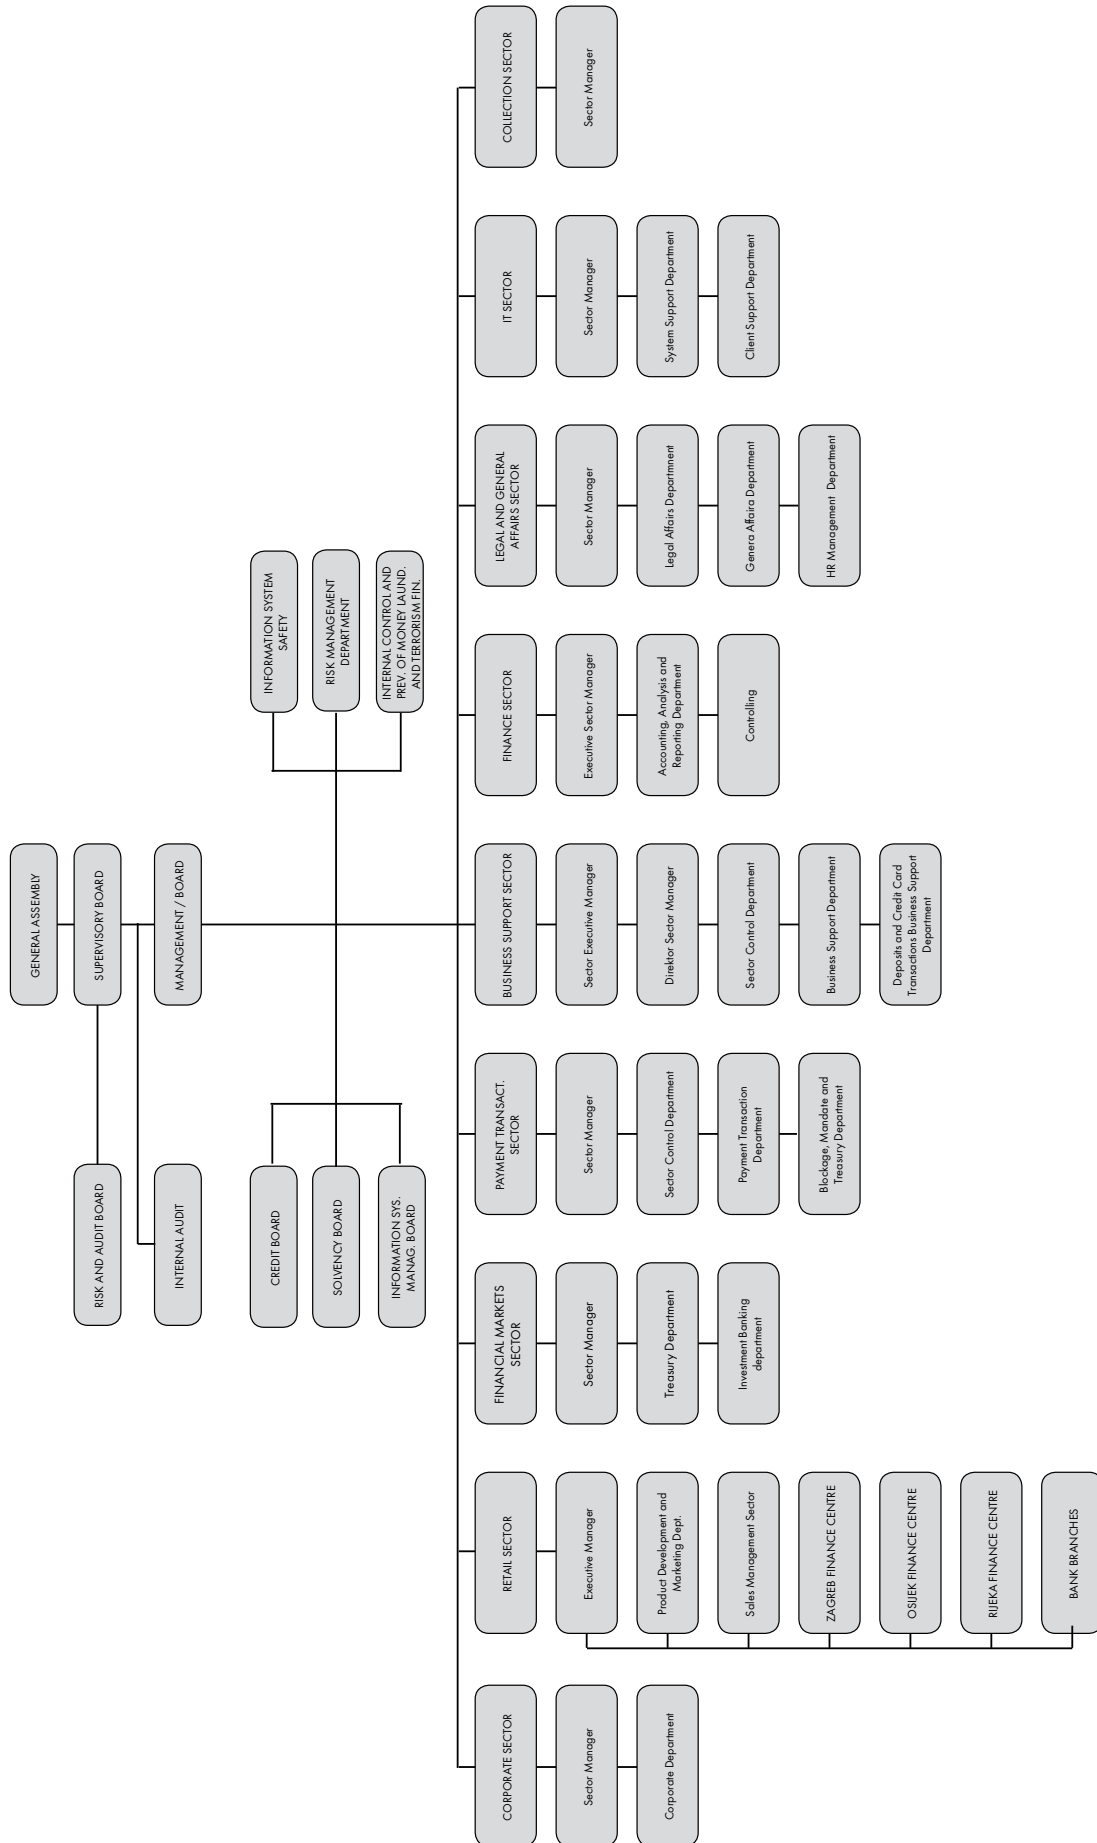 GENERAL ASSEMBLY
SUPERVISORY BOARD
RISK AND AUDIT BOARD
MANAGEMENT / BOARD
INTERNAL AUDIT
CREDIT BOARD
SOLVENCY BOARD
INFORMATION SYS.
MANAG. BOARD
INFORMATION SYSTEM
SAFETY
RISK MANAGEMENT
DEPARTMENT
INTERNAL CONTROL AND
PREV. OF MONEY LAUND.
AND TERRORISM FIN.
CORPORATE SECTOR
Sector Manager
Corporate Department
RETAIL SECTOR
Executive Manager
Product Development and
Marketing Dept.
Sales Management Sector
ZAGREB FINANCE CENTRE
OSIJEK FINANCE CENTRE
RIJEKA FINANCE CENTRE
BANK BRANCHES
FINANCIAL MARKETS
SECTOR
Sector Manager
Treasury Department
Investment Banking
department
PAYMENT TRANSACT.
SECTOR
Sector Manager
Sector Control Department
Payment Transaction
Department
Blockage, Mandate and
Treasury Department
BUSINESS SUPPORT SECTOR
Sector Executive Manager
Direktor Sector Manager
Sector Control Department
Business Support Department
Deposits and Credit Card
Transactions Business Support
Department
FINANCE SECTOR
Executive Sector Manager
Accounting, Analysis and
Reporting Department
Controlling
LEGAL AND GENERAL
AFFAIRS SECTOR
Sector Manager
Legal Affairs Departmnent
Genera Affaira Department
HR Management Department
IT SECTOR
Sector Manager
System Support Department
Client Support Department
COLLECTION SECTOR
Sector Manager